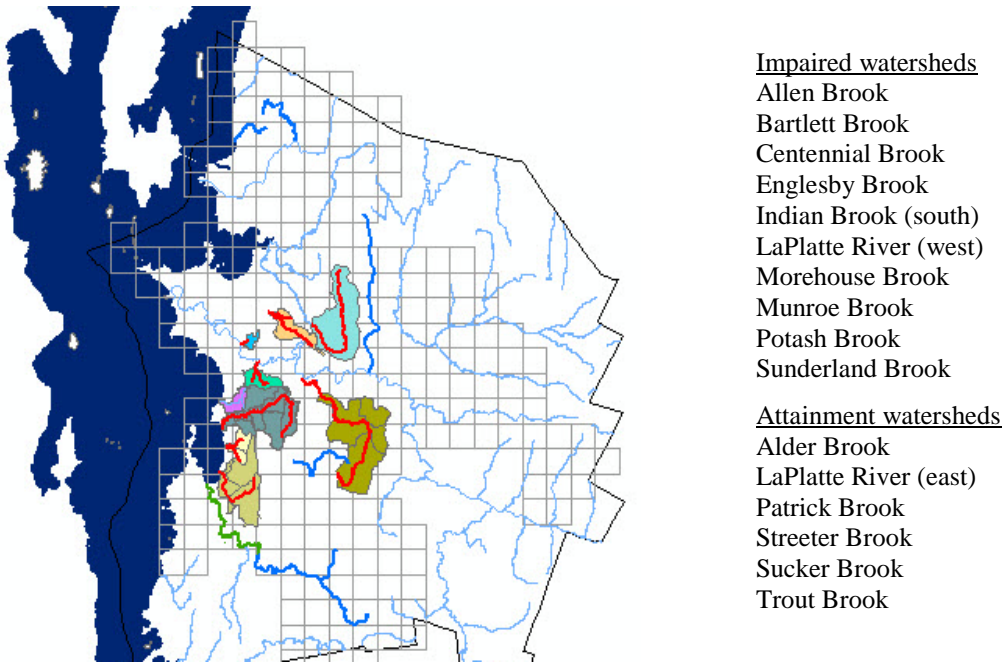 Impaired watersheds
Allen Brook
Bartlett Brook
Centennial Brook
Englesby Brook
Indian Brook (south)
LaPlatte River (west)
Morehouse Brook
Munroe Brook
Potash Brook
Sunderland Brook
Attainment watersheds
Alder Brook
LaPlatte River (east)
Patrick Brook
Streeter Brook
Sucker Brook
Trout Brook